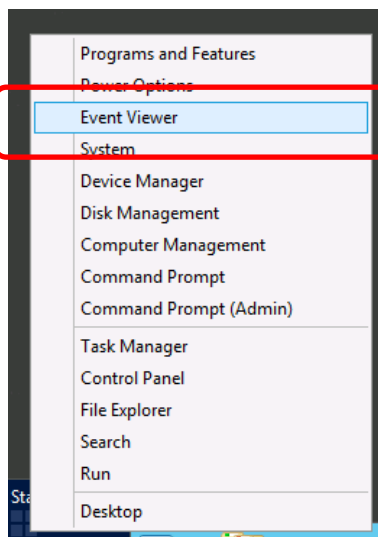 Programs and Features
Power Options
Event Viewer
System
Device Manager
Disk Management
Computer Management
Command Prompt
Command Prompt (Admin)
Task Manager
Control Panel
File Explorer
Search
Run
Desktop